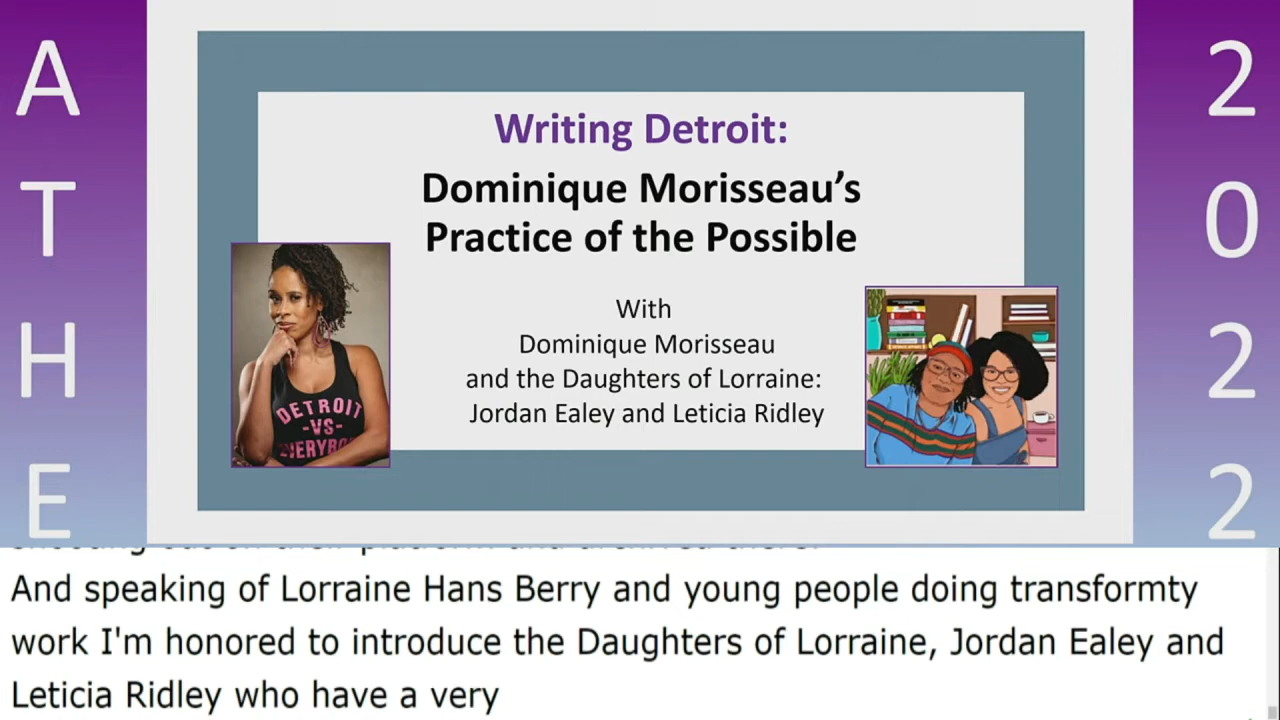 A
T
H
E
2
0
2
2
Writing Detroit:
Dominique Morisseau's
Practice of the Possible
With
Dominique Morisseau
and the Daughters of Lorraine:
Jordan Ealey and Leticia Ridley
DETROIT
-VS-
And speaking of Lorraine Hans Berry and young people doing transformty
work I'm honored to introduce the Daughters of Lorraine, Jordan Ealey and
Leticia Ridley who have a very